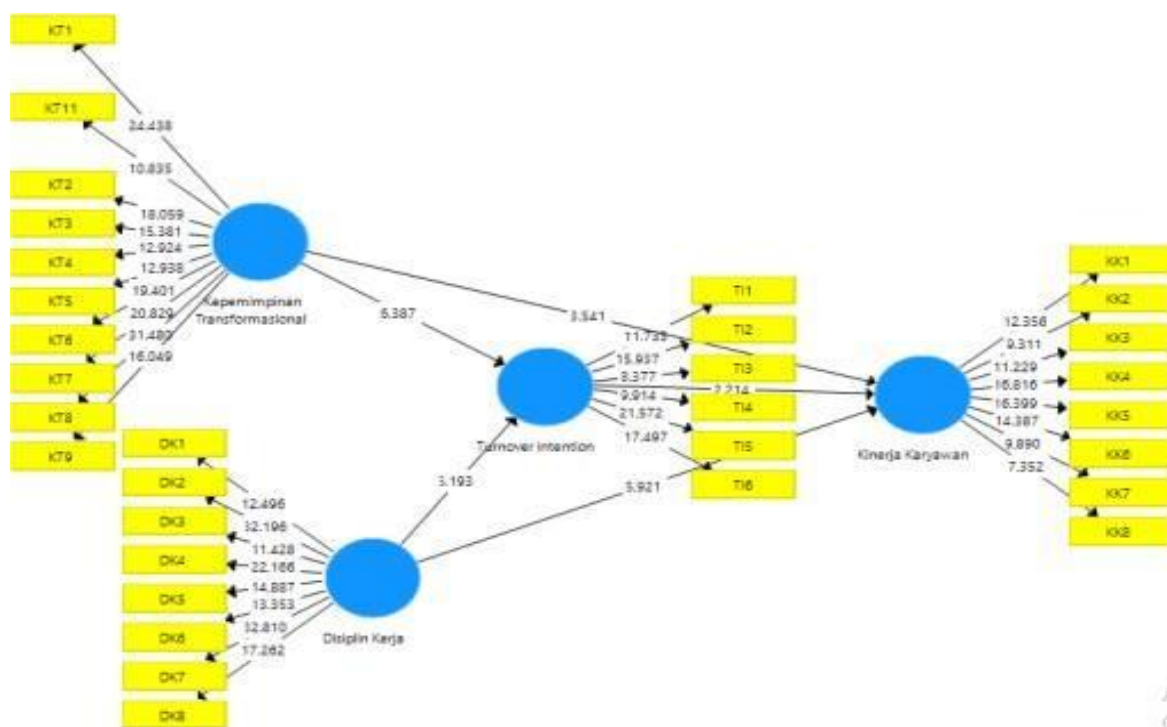 KT1
KT11
KT2
KT3
KT4
KT5
KT6
KT7
KT8
KT9
24.438
10.835
18.059
15.381
12.924
12.938
19.401
20.829
31.480
16.049
Kepemimpinan
Transformasional
DK1
DK2
DK3
DK4
DK5
DK6
DK7
DK8
12.496
32.196
11.428
22.166
14.887
13.353
32.810
17.262
Disiplin Kerja
6.387
3.541
2.214
5.921
Turnover Intention
TI1
TI2
TI3
TI4
TI5
TI6
11.735
15.937
8.377
9.914
21.572
17.497
Kinerja Karyawan
12.356
9.311
11.229
16.816
16.399
14.387
9.890
7.352
KK1
KK2
KK3
KK4
KK5
KK6
KK7
KK8